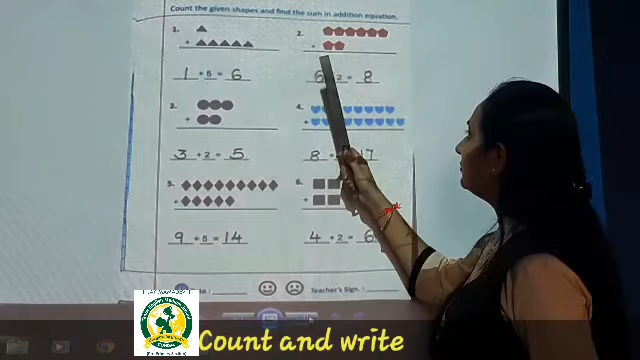 Count the given shapes and find the sum in addition equation.
1.
+
1 + 5 = 6
2.
+
6 2 = 8
3.
+
3 + 2 = 5
4.
+
8 + 17
5.
+
9 + 5 = 14
6.
+
4 + 2 = 6
Teacher's Sign. :
Count and write